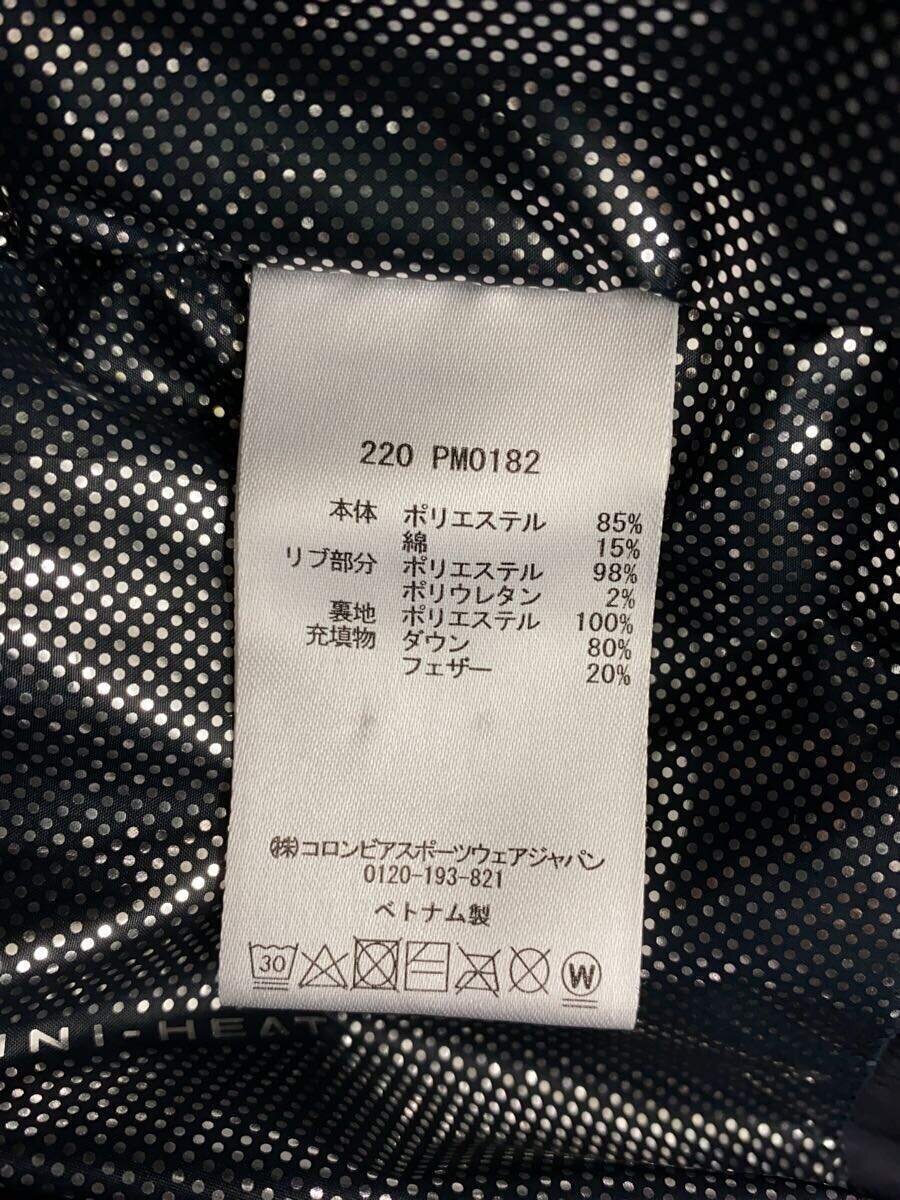 220 PM0182
本体 ポリエステル 85%
綿 15%
リブ部分 ポリエステル 98%
ポリウレタン 2%
裏地 ポリエステル 100%
充填物 ダウン 80%
フェザー 20%
㈱コロンビアスポーツウェアジャパン
0120-193-821
ベトナム製
30 W
NI-HEAT